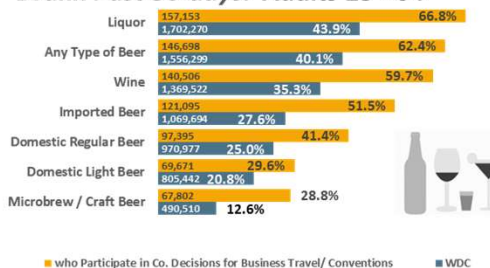 Liquor 157,153 66.8%
1,702,270 43.9%
Any Type of Beer 146,698 62.4%
1,556,299 40.1%
Wine 140,506 59.7%
1,369,522 35.3%
Imported Beer 121,095 51.5%
1,069,694 27.6%
Domestic Regular Beer 97,395 41.4%
970,977 25.0%
Domestic Light Beer 69,671 29.6%
805,442 20.8%
Microbrew / Craft Beer 67,802 28.8%
490,510 12.6%
who Participate in Co. Decisions for Business Travel/ Conventions WDC